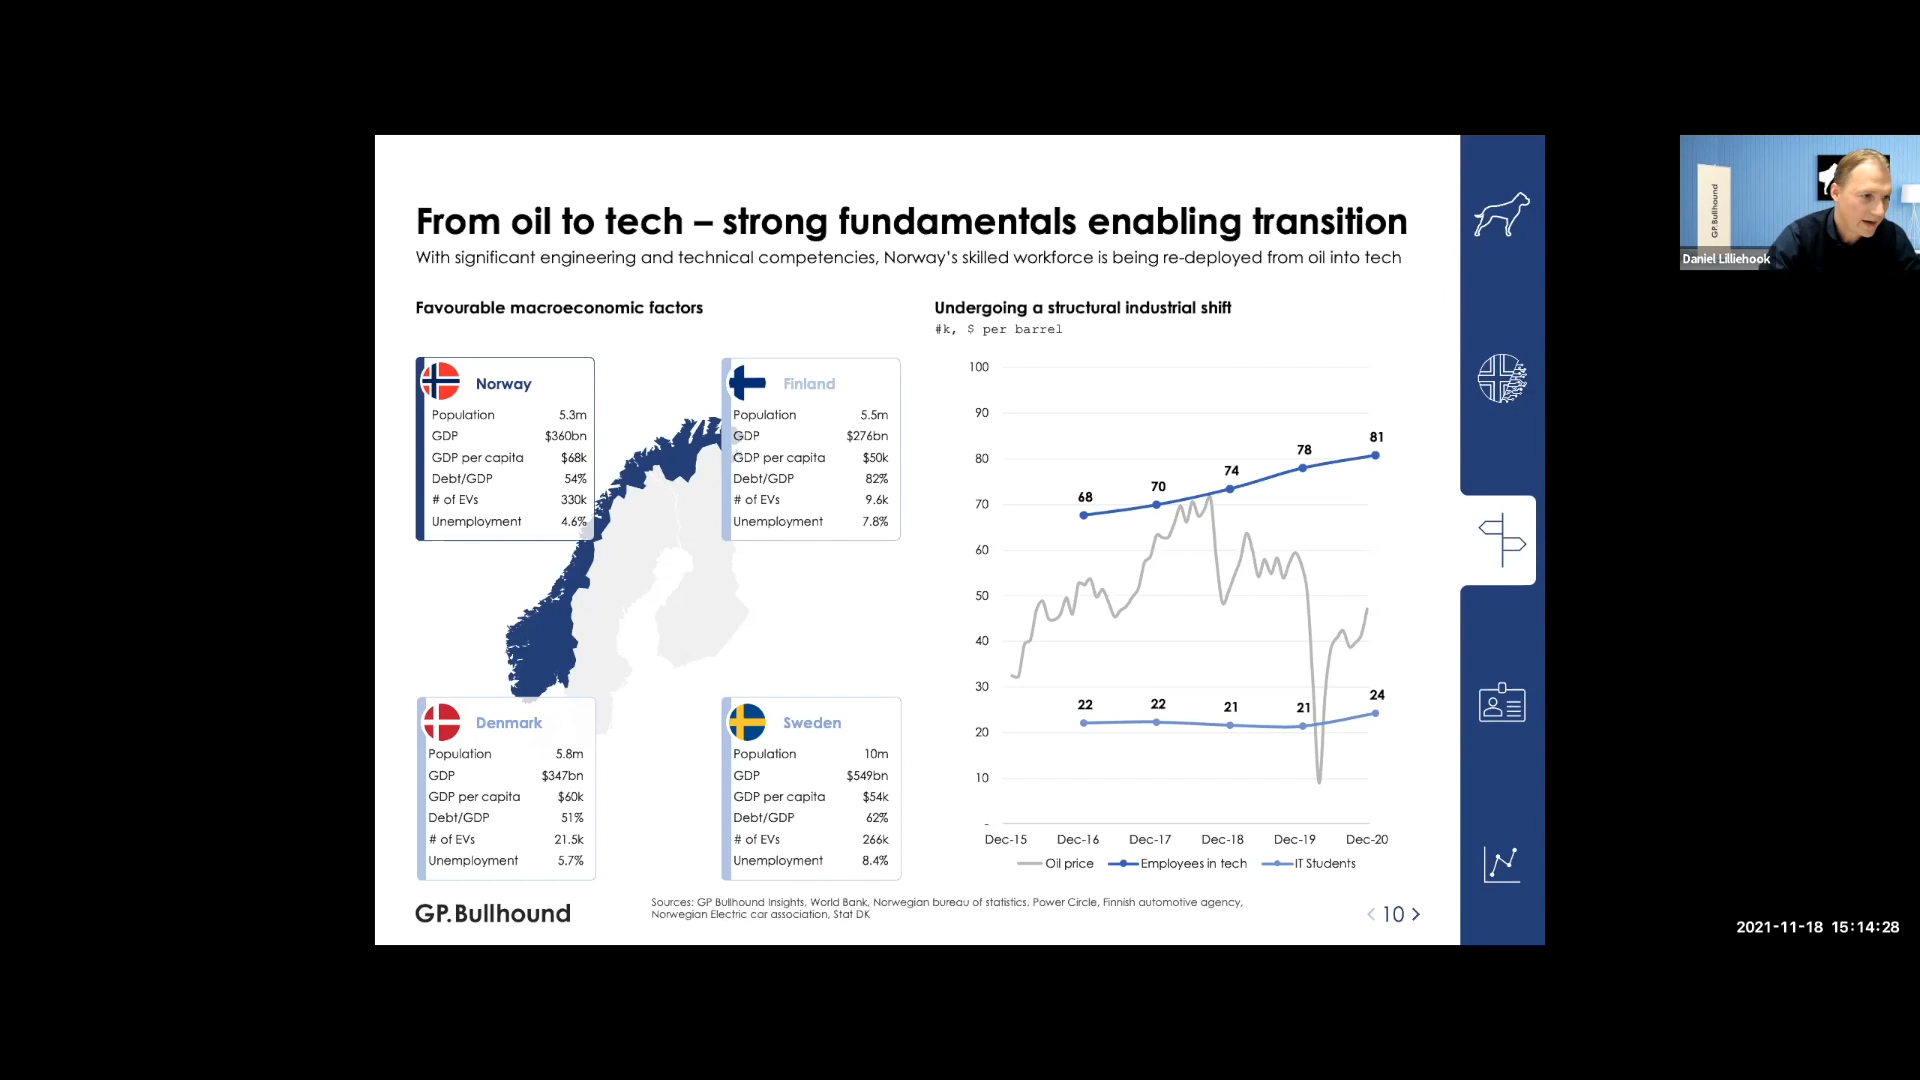 From oil to tech – strong fundamentals enabling transition
With significant engineering and technical competencies, Norway's skilled workforce is being re-deployed from oil into tech
Favourable macroeconomic factors
Norway
Population 5.3m
GDP $360bn
GDP per capita $68k
Debt/GDP 54%
# of EVs 330k
Unemployment 4.6%
Finland
Population 5.5m
GDP $276bn
GDP per capita $50k
Debt/GDP 82%
# of EVs 9.6k
Unemployment 7.8%
Denmark
Population 5.8m
GDP $347bn
GDP per capita $60k
Debt/GDP 51%
# of EVs 21.5k
Unemployment 5.7%
Sweden
Population 10m
GDP $549bn
GDP per capita $54k
Debt/GDP 62%
# of EVs 266k
Unemployment 8.4%
Undergoing a structural industrial shift
#k, $ per barrel
100
90
80
70
60
50
40
30
20
10
-
68 70 74 78 81
22 22 21 21 24
Dec-15 Dec-16 Dec-17 Dec-18 Dec-19 Dec-20
Oil price Employees in tech IT Students
GP.Bullhound
Sources: GP Bullhound Insights, World Bank, Norwegian bureau of statistics, Power Circle, Finnish automotive agency,
Norwegian Electric car association, Stat DK
< 10 >
GP.Bullhound
Daniel Lilliehook
2021-11-18 15:14:28